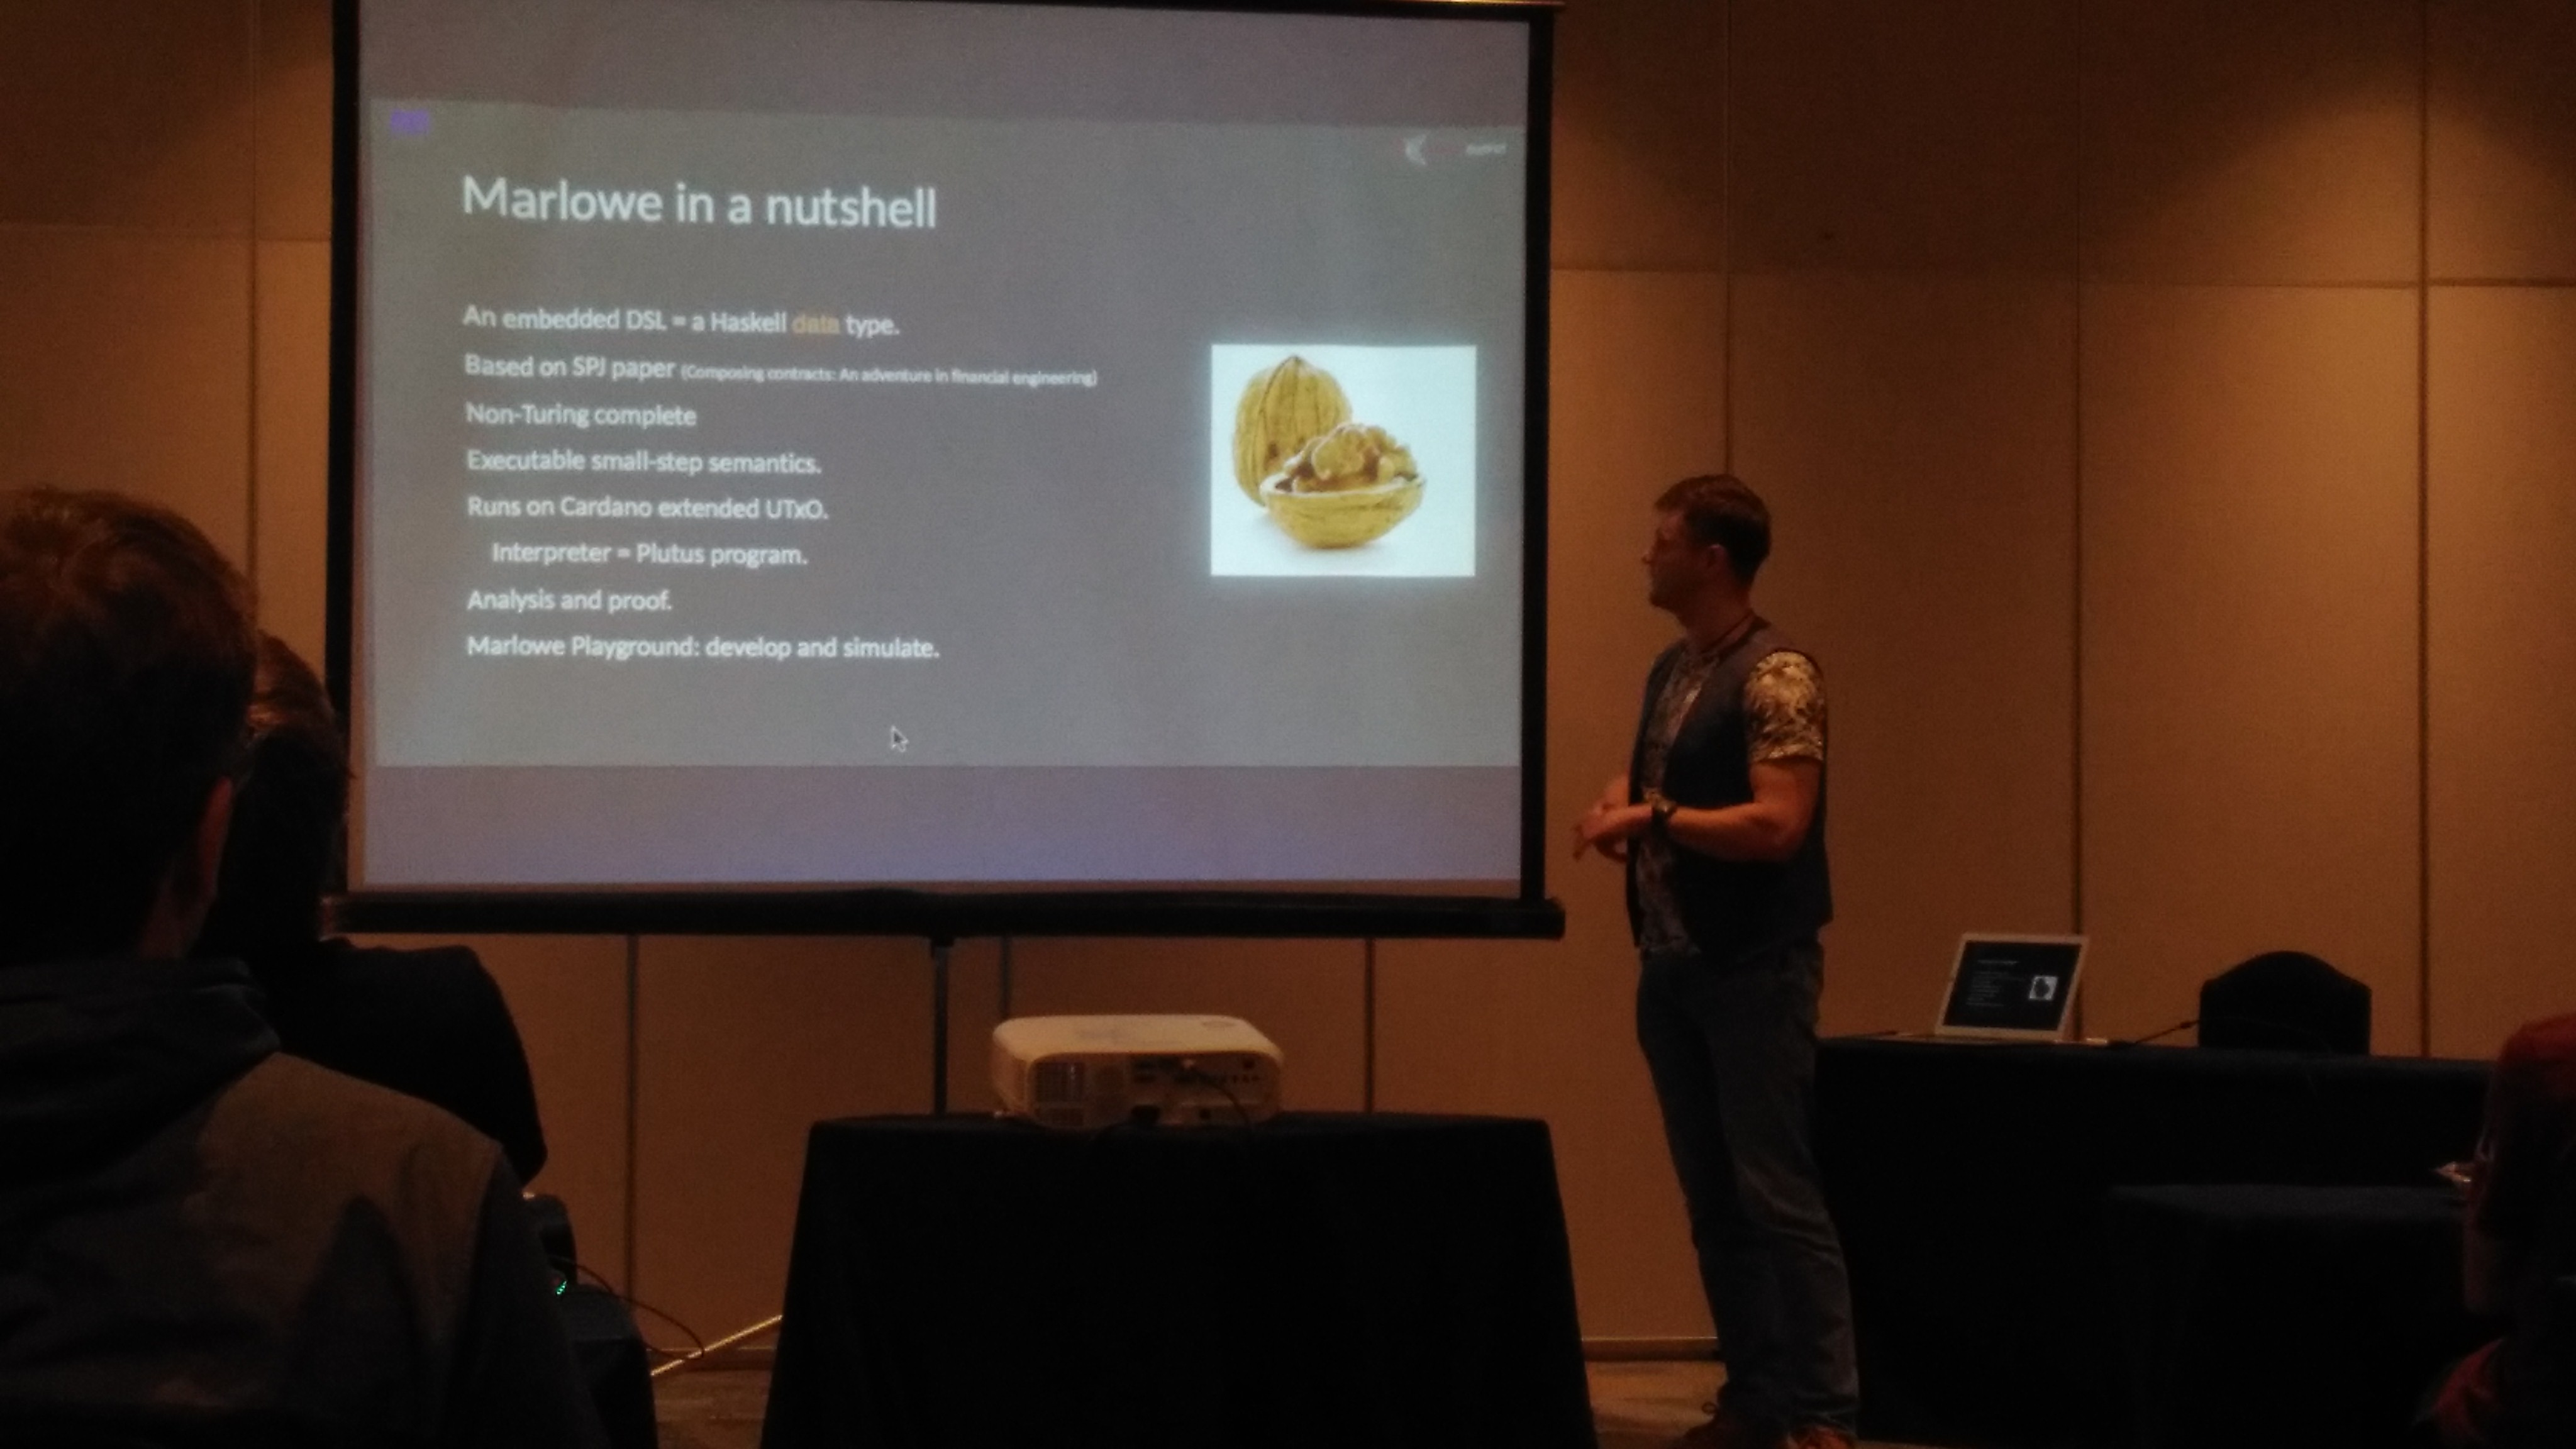 Marlowe in a nutshell
An embedded DSL = a Haskell data type.
Based on SPJ paper (Composing contracts: An adventure in financial engineering)
Non-Turing complete
Executable small-step semantics.
Runs on Cardano extended UTxO.
Interpreter = Plutus program.
Analysis and proof.
Marlowe Playground: develop and simulate.